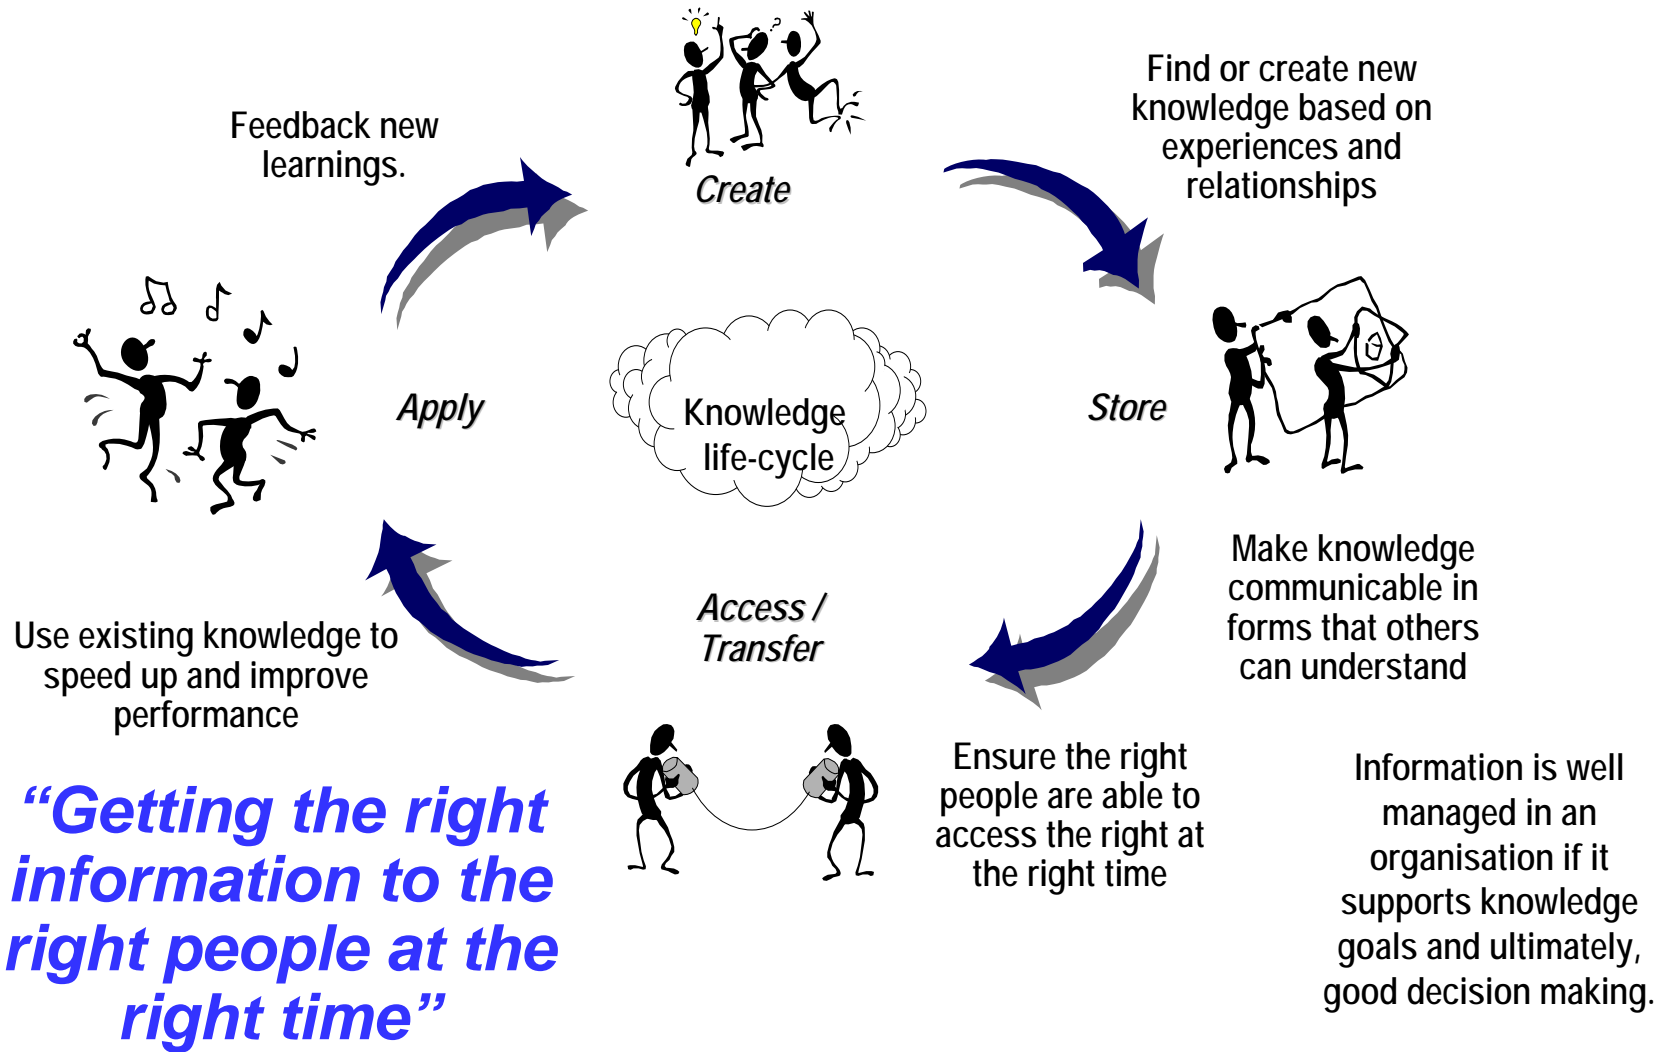 Create
Find or create new
knowledge based on
experiences and
relationships
Store
Make knowledge
communicable in
forms that others
can understand
Access /
Transfer
Ensure the right
people are able to
access the right at
the right time
Apply
Use existing knowledge to
speed up and improve
performance
Feedback new
learnings.
Knowledge
life-cycle
“Getting the right
information to the
right people at the
right time”
Information is well
managed in an
organisation if it
supports knowledge
goals and ultimately,
good decision making.
?